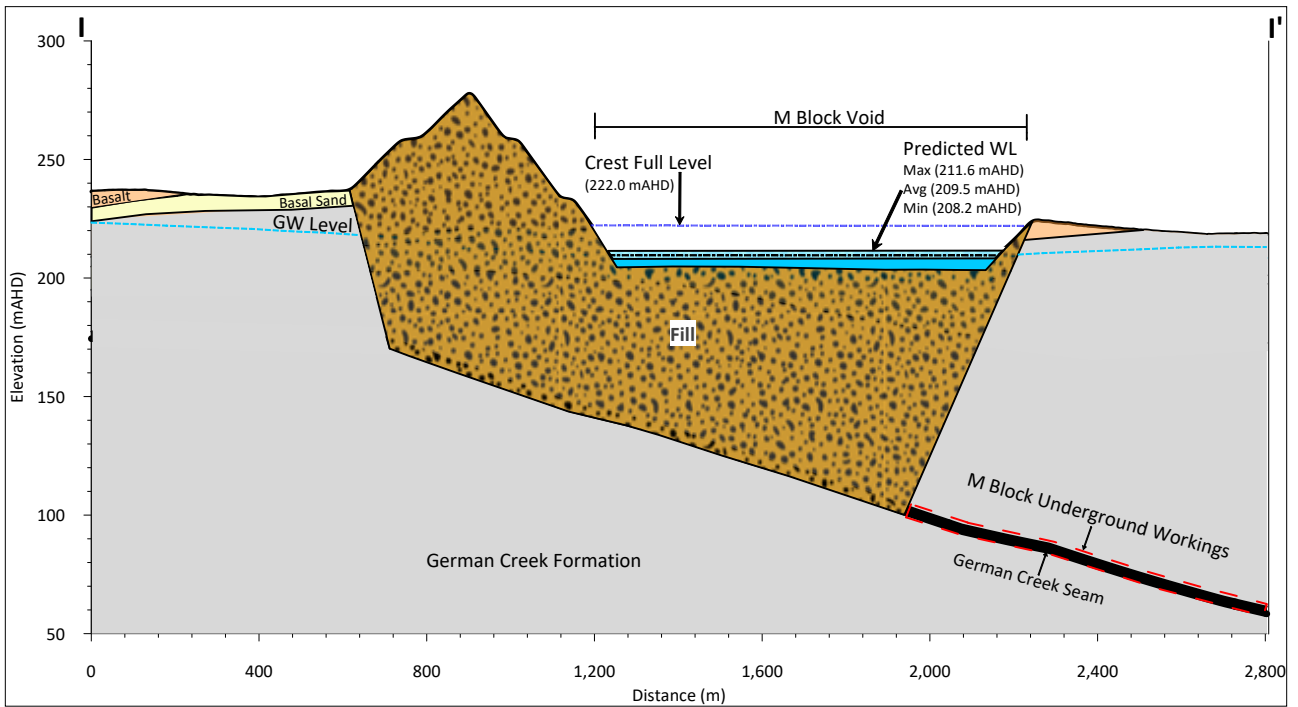 I
I'
300
250
200
150
100
50
Elevation (mAHD)
M Block Void
Crest Full Level
(222.0 mAHD)
Predicted WL
Max (211.6 mAHD)
Avg (209.5 mAHD)
Min (208.2 mAHD)
Basalt
Basal Sand
GW Level
Fill
M Block Underground Workings
German Creek Seam
German Creek Formation
0
400
800
1,200
1,600
2,000
2,400
2,800
Distance (m)